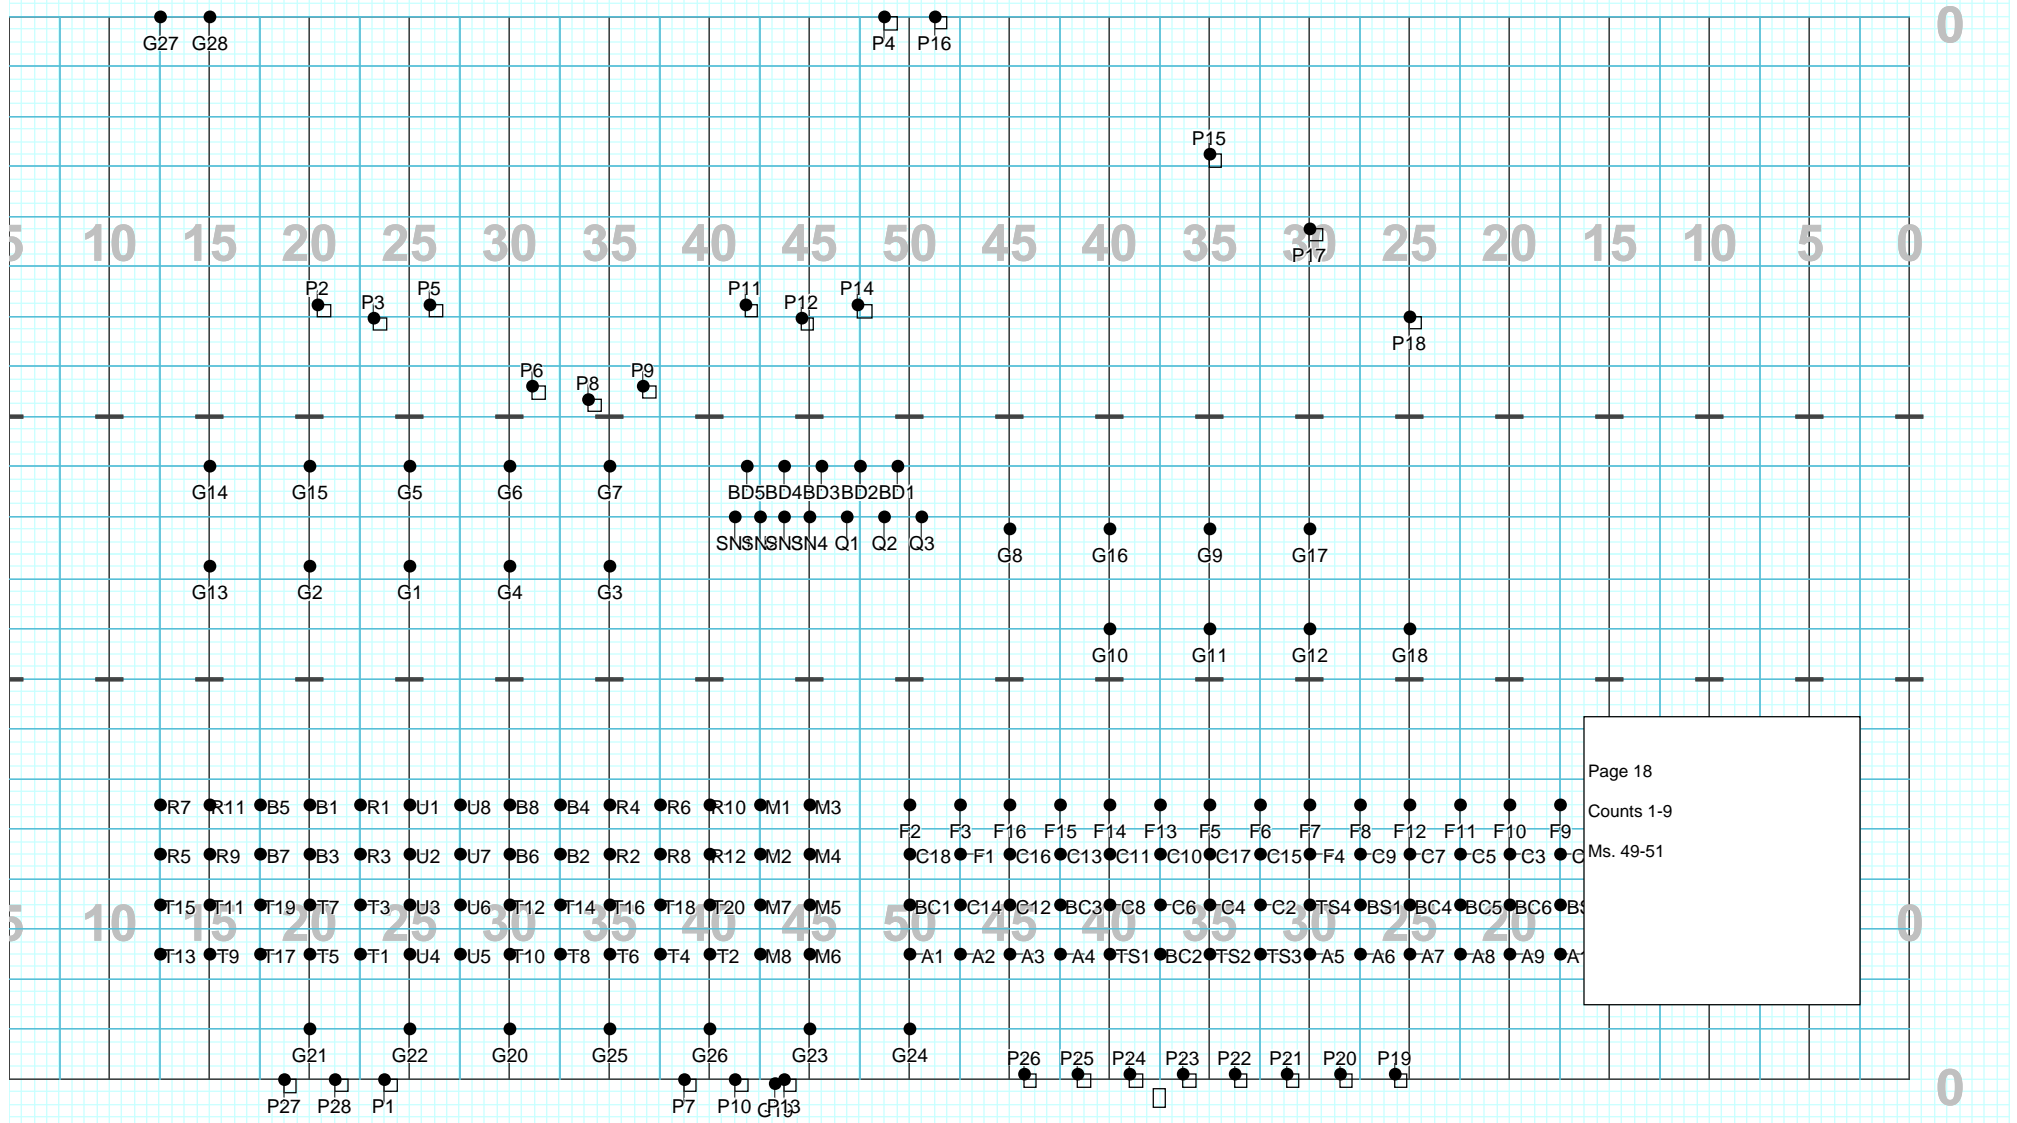 0
G27 G28 P4 P16
P15
5 10 15 20 25 30 35 40 45 50 45 40 35 30 25 20 15 10 5 0
P17
P2 P3 P5 P11 P12 P14
P18
P6 P8 P9
G14 G15 G5 G6 G7 BD5 BD4 BD3 BD2 BD1
SN1 SN2 SN3 SN4 Q1 Q2 Q3
G8 G16 G9 G17
G13 G2 G1 G4 G3
G10 G11 G12 G18
Page 18
Counts 1-9
Ms. 49-51
R7 R11 B5 B1 R1 U1 U8 B8 B4 R4 R6 R10 M1 M3
F2 F3 F16 F15 F14 F13 F5 F6 F7 F8 F12 F11 F10 F9
R5 R9 B7 B3 R3 U2 U7 B6 B2 R2 R8 R12 M2 M4 C18 F1 C16 C13 C11 C10 C17 C15 F4 C9 C7 C5 C3
T15 T11 T19 T7 T3 U3 U6 T12 T14 T16 T18 T20 M7 M5 BC1 C14 C12 BC3 C8 C6 C4 C2 TS4 BS1 BC4 BC5 BC6
5 10 15 20 25 30 35 40 45 50 45 40 35 30 25 20 0
T13 T9 T17 T5 T1 U4 U5 T10 T8 T6 T4 T2 M8 M6 A1 A2 A3 A4 TS1 BC2 TS2 TS3 A5 A6 A7 A8 A9
G21 G22 G20 G25 G26 G23 G24
P26 P25 P24 P23 P22 P21 P20 P19
P27 P28 P1 P7 P10 P13
0